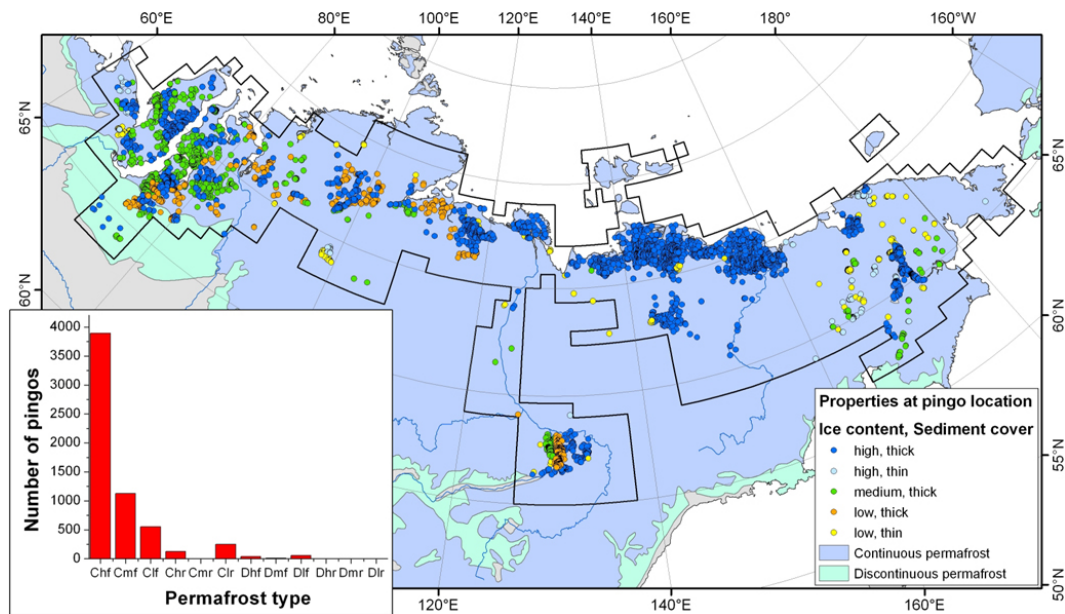 60°E 80°E 100°E 120°E 140°E 160°E 180° 160°W
65°N
60°N
65°N
60°N
55°N
50°N
120°E 140°E 160°E
Number of pingos
4000
3500
3000
2500
2000
1500
1000
500
0
Chf Cmf Clf Chr Cmr Clr Dhf Dmf Dlf Dhr Dmr Dlr
Permafrost type
Properties at pingo location
Ice content, Sediment cover
high, thick
high, thin
medium, thick
low, thick
low, thin
Continuous permafrost
Discontinuous permafrost